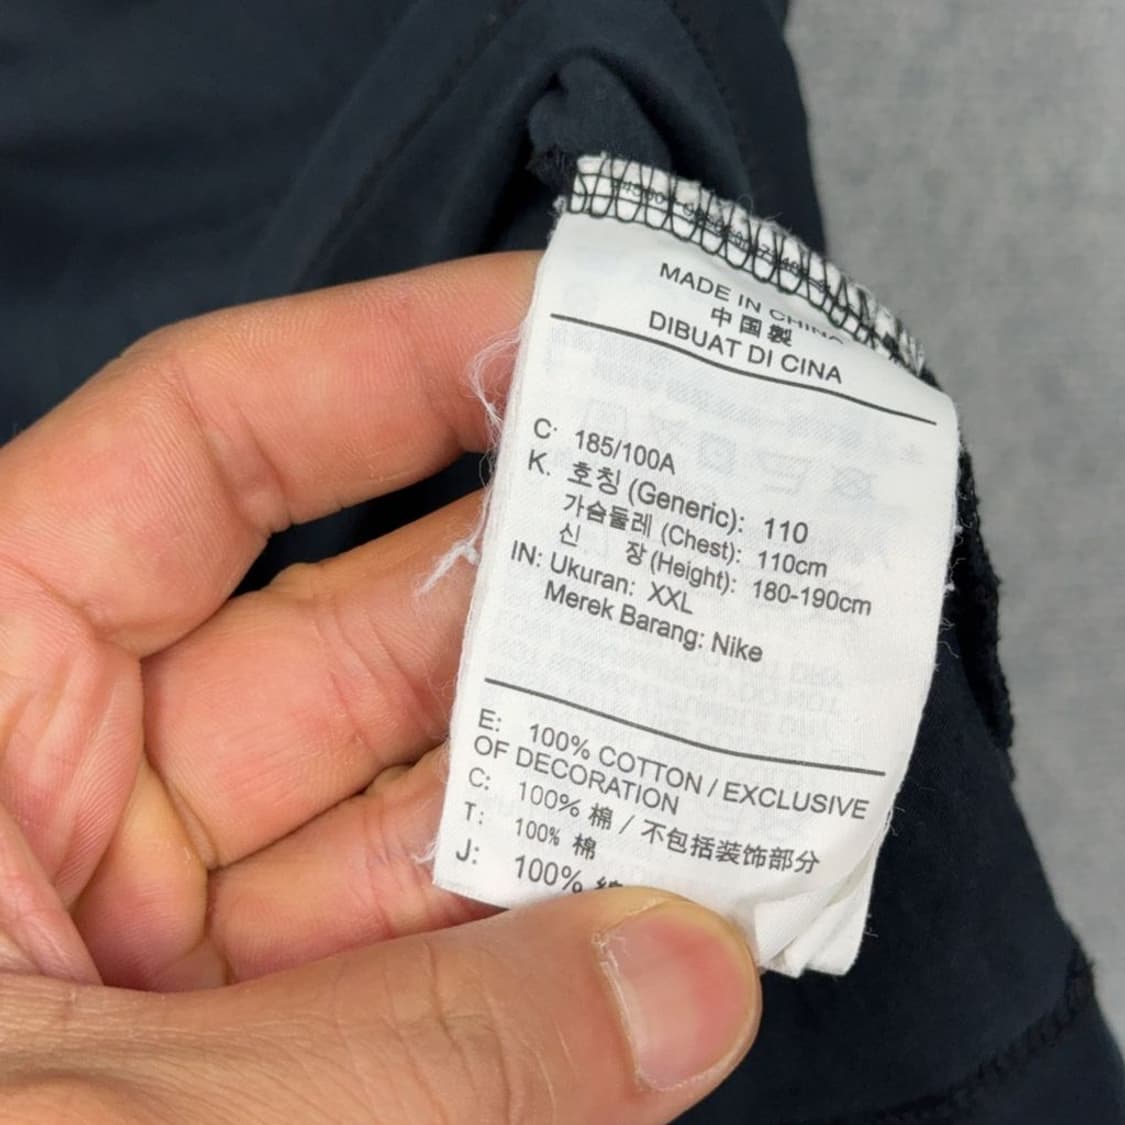 MADE IN CHINA
中国製
DIBUAT DI CINA
C: 185/100A
K. 호칭 (Generic): 110
가슴둘레 (Chest): 110cm
신 장 (Height): 180-190cm
IN: Ukuran: XXL
Merek Barang: Nike
E: 100% COTTON / EXCLUSIVE
OF DECORATION
C: 100% 棉 / 不包括装饰部分
T: 100% 棉
J: 100%